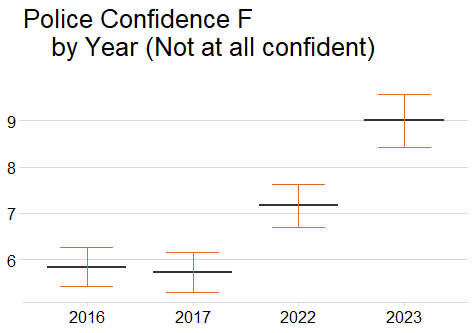 Police Confidence F
by Year (Not at all confident)
9
8
7
6
2016 2017 2022 2023